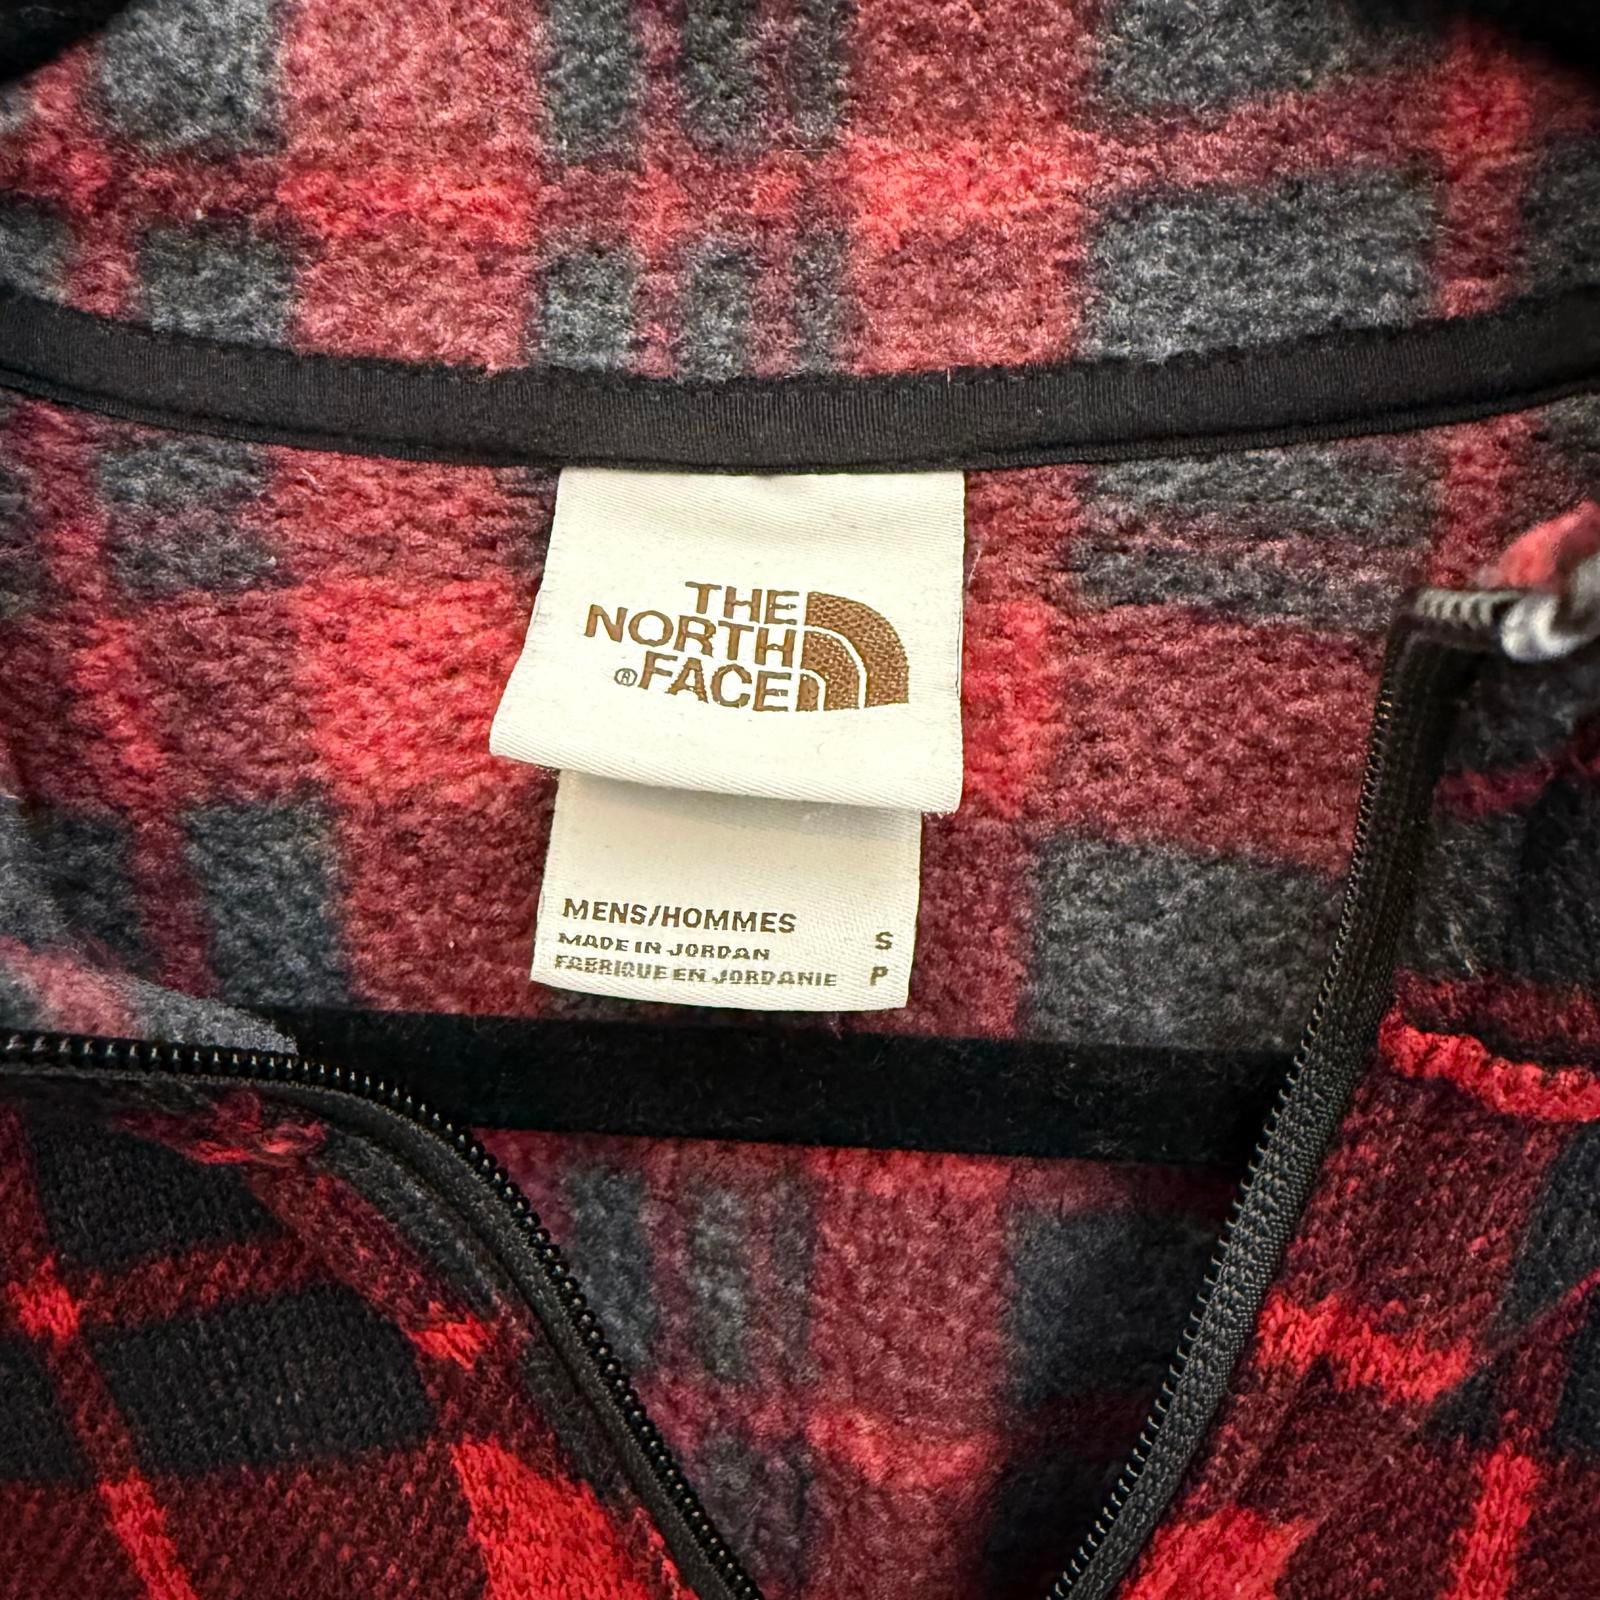 THE
NORTH
®FACE
MENS/HOMMES
MADE IN JORDAN S
FABRIQUE EN JORDANIE P